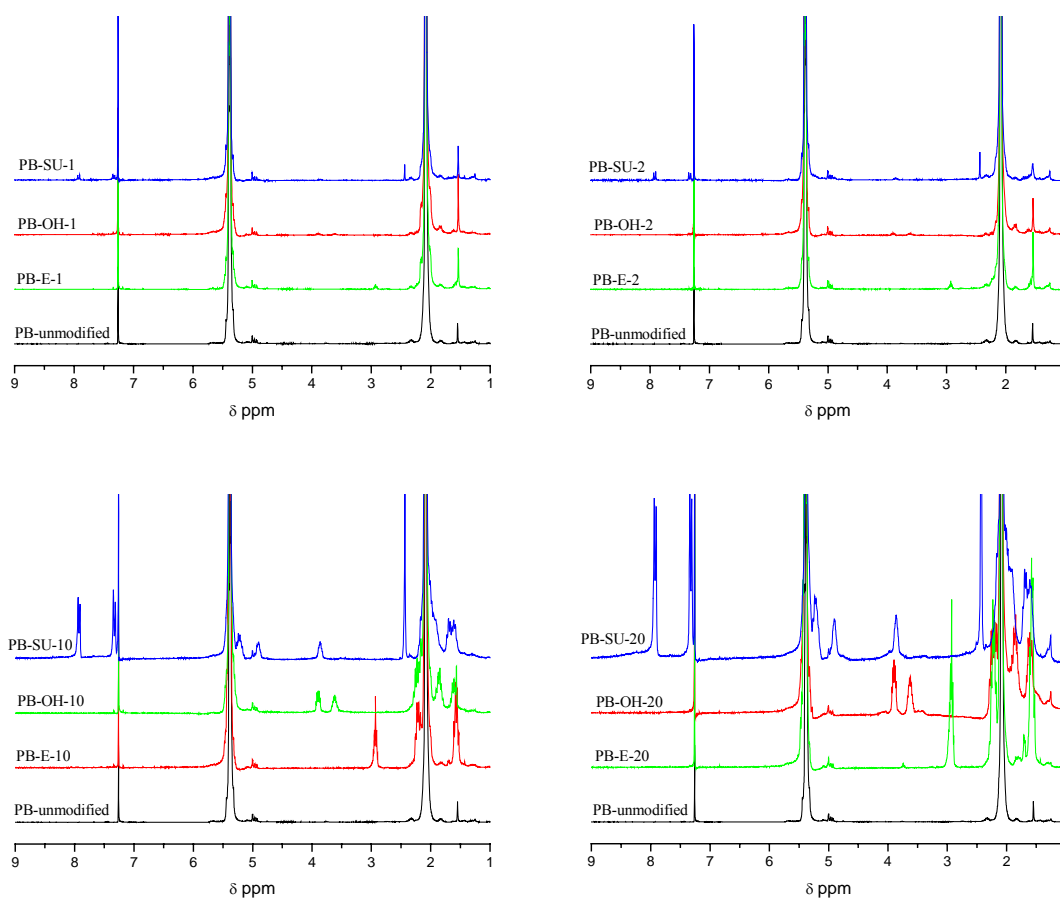 PB-SU-1
PB-OH-1
PB-E-1
PB-unmodified
9 8 7 6 5 4 3 2 1
δ ppm
PB-SU-2
PB-OH-2
PB-E-2
PB-unmodified
9 8 7 6 5 4 3 2
δ ppm
PB-SU-10
PB-OH-10
PB-E-10
PB-unmodified
9 8 7 6 5 4 3 2 1
δ ppm
PB-SU-20
PB-OH-20
PB-E-20
PB-unmodified
9 8 7 6 5 4 3 2
δ ppm